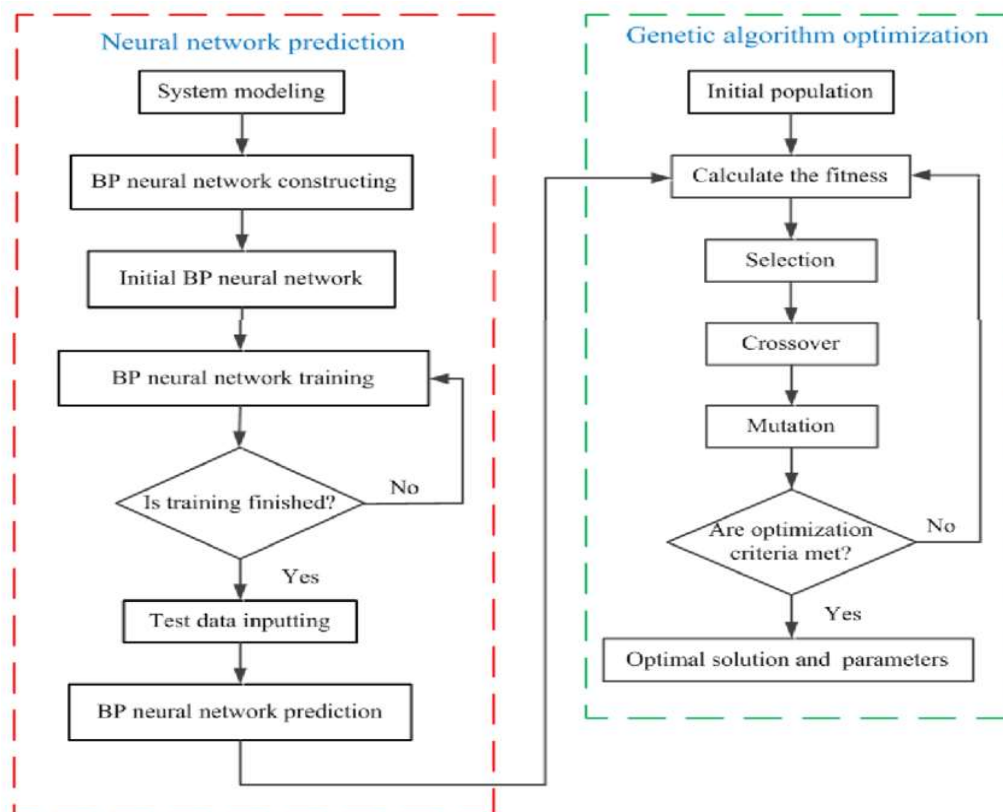 Neural network prediction
System modeling
BP neural network constructing
Initial BP neural network
BP neural network training
Is training finished?
No
Yes
Test data inputting
BP neural network prediction
Genetic algorithm optimization
Initial population
Calculate the fitness
Selection
Crossover
Mutation
Are optimization
criteria met?
No
Yes
Optimal solution and parameters